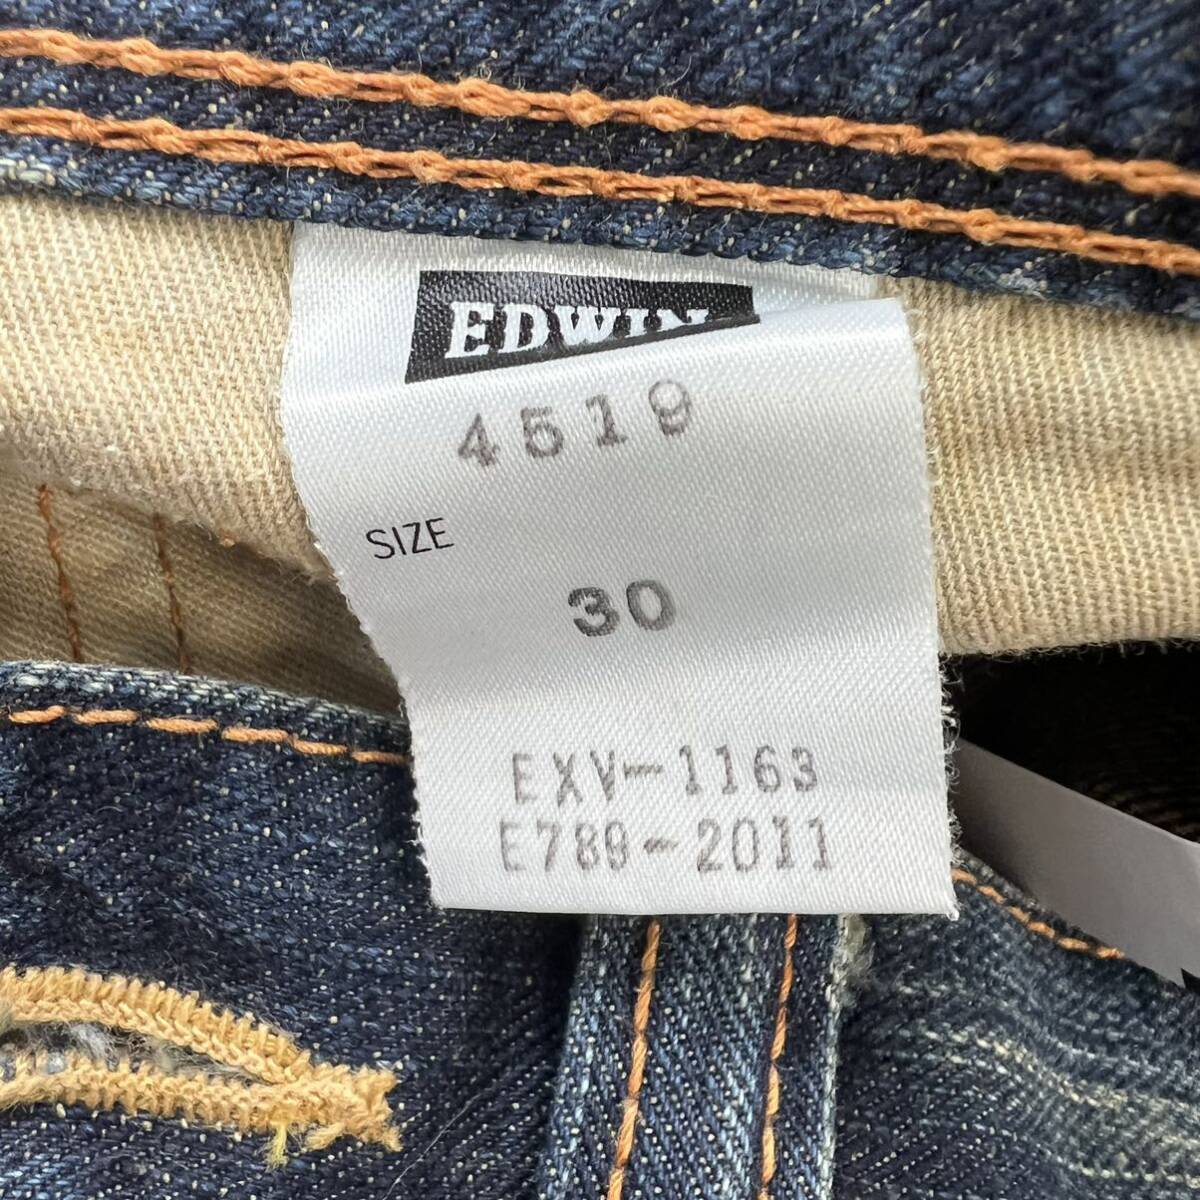 EDWIN
4519
SIZE
30
EXV-1163
E789-2011